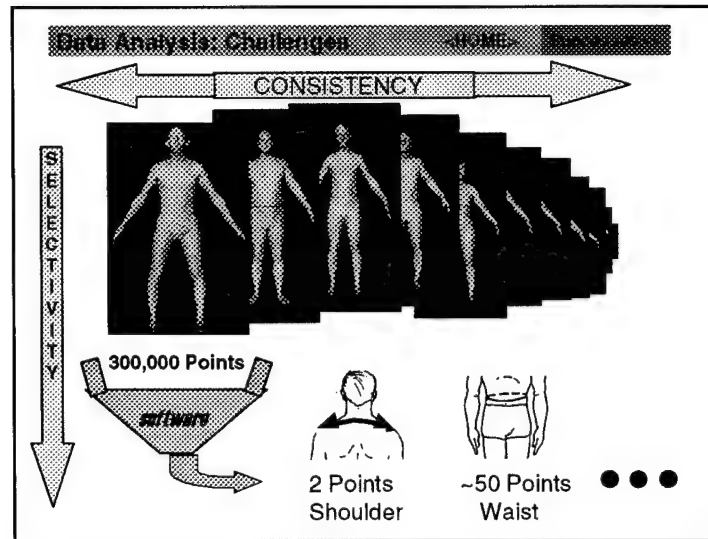 Data Analysis: Challenges <HOME>
CONSISTENCY
SELECTIVITY
300,000 Points
software
2 Points
Shoulder
~50 Points
Waist